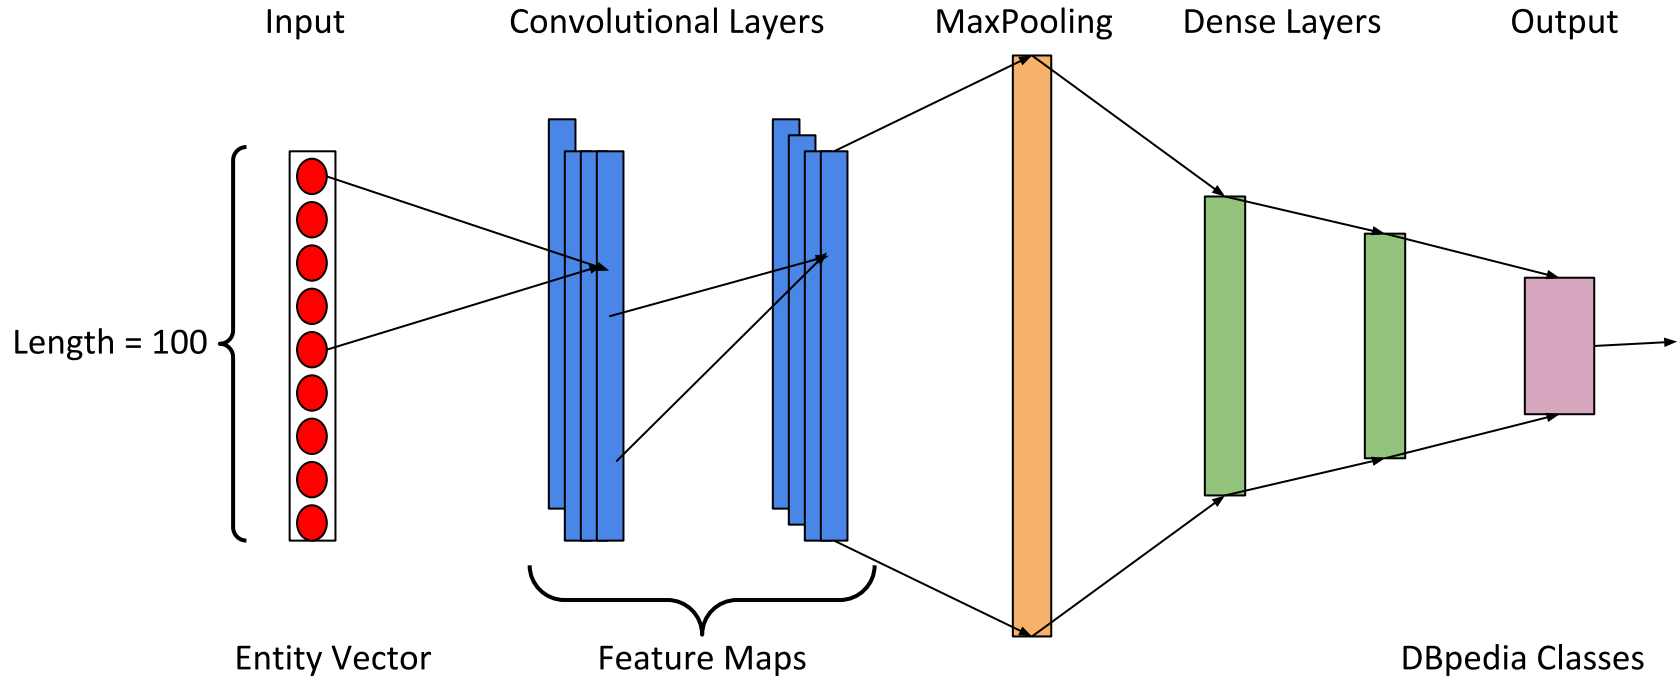 Input
Convolutional Layers
MaxPooling
Dense Layers
Output
Length = 100
Entity Vector
Feature Maps
DBpedia Classes